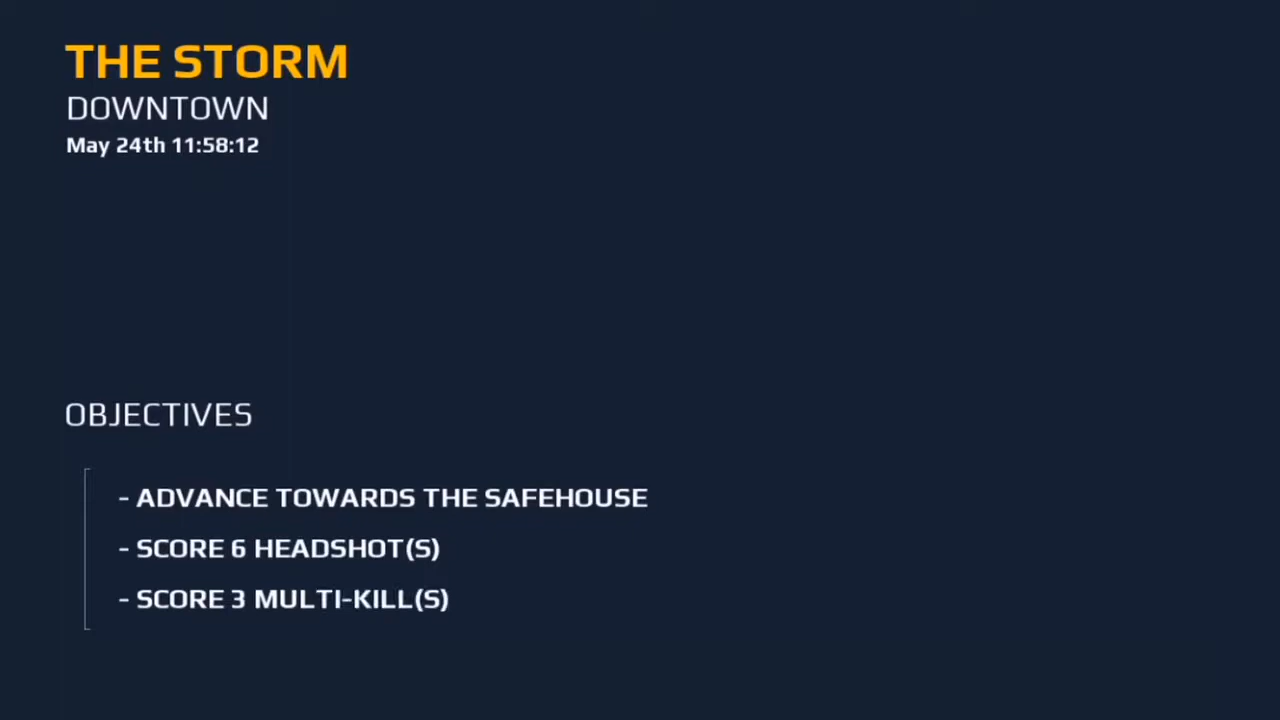 THE STORM
DOWNTOWN
May 24th 11:58:12
OBJECTIVES
- ADVANCE TOWARDS THE SAFEHOUSE
- SCORE 6 HEADSHOT(S)
- SCORE 3 MULTI-KILL(S)